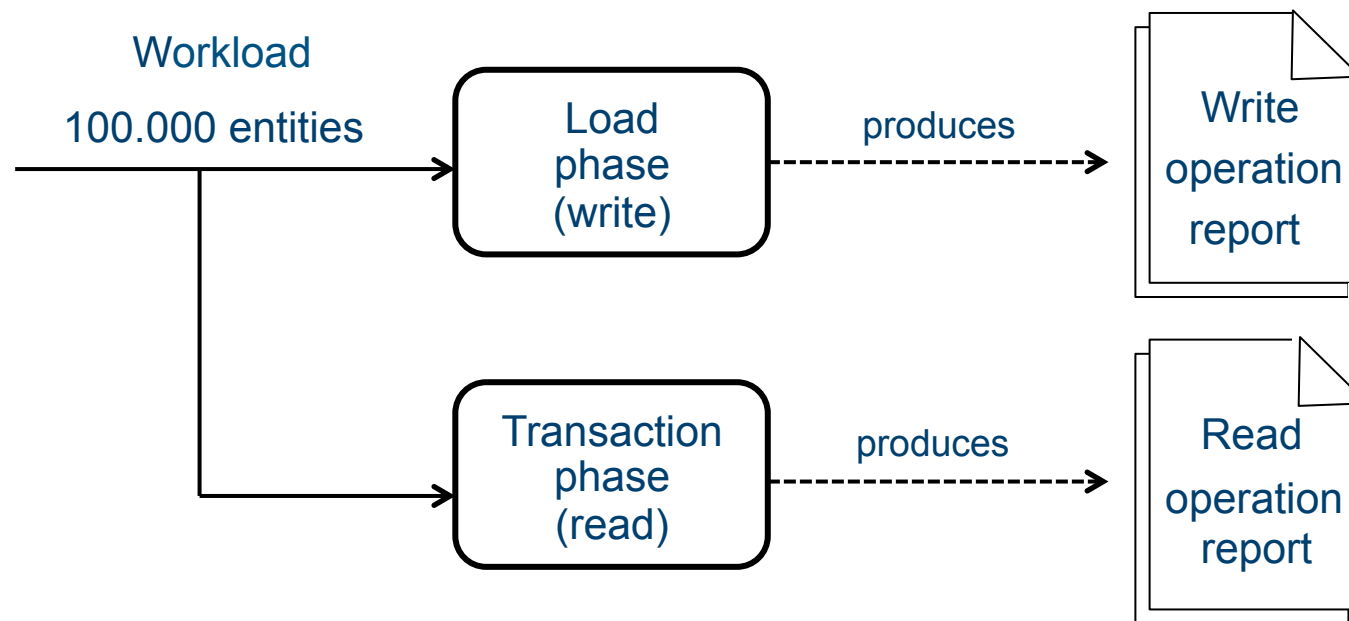 Workload
100.000 entities
Load
phase
(write)
produces
Write
operation
report
Transaction
phase
(read)
produces
Read
operation
report